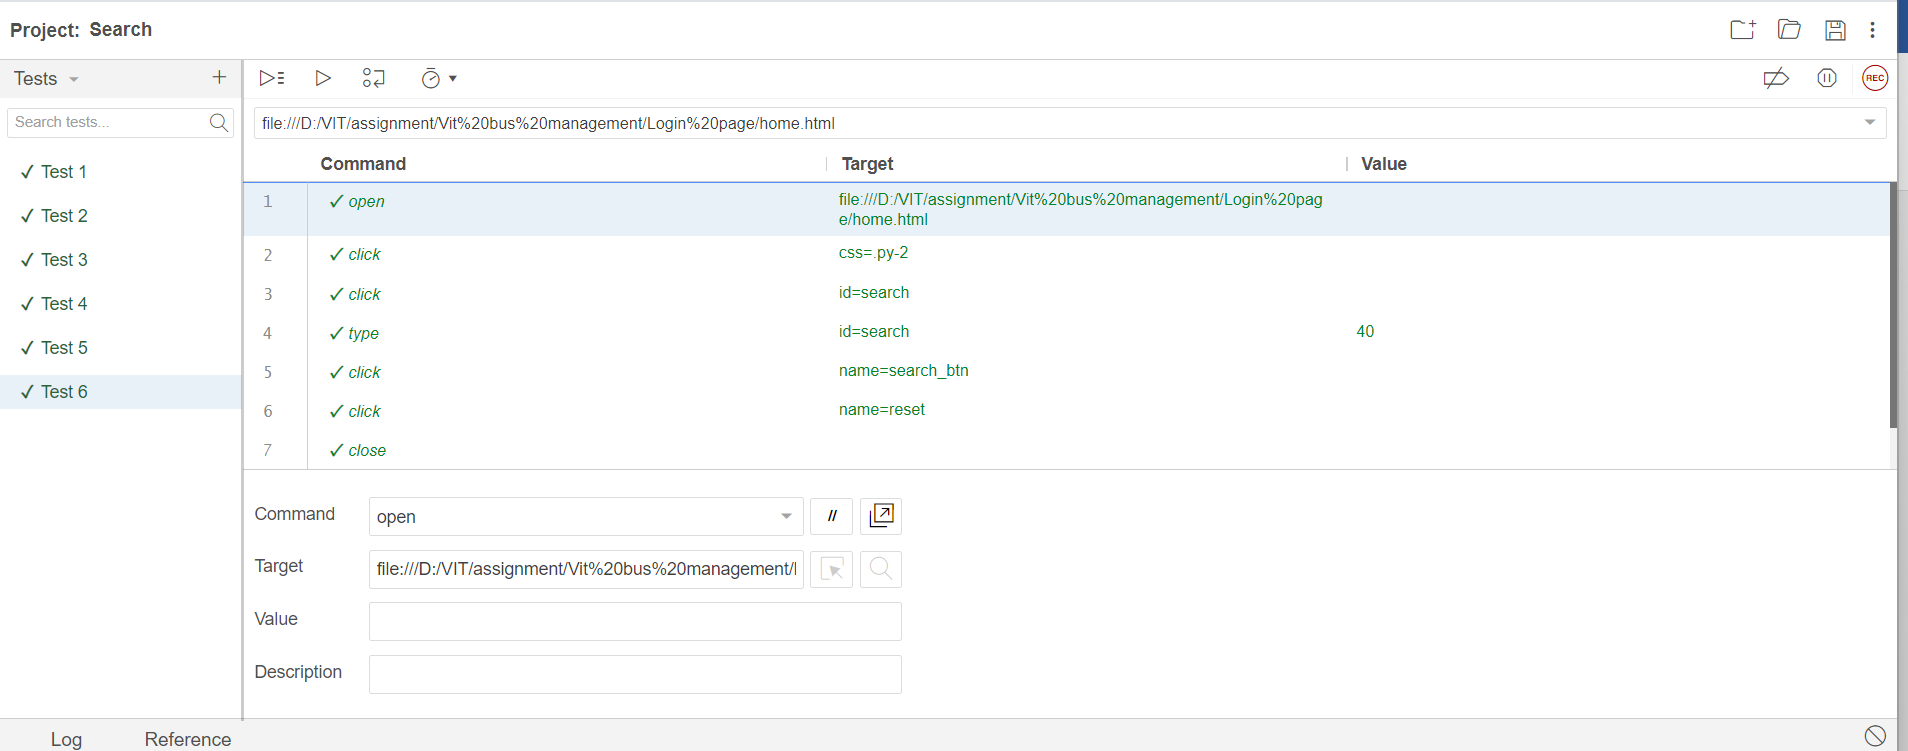 Project: Search
Tests
REC
Search tests...
file:///D:/VIT/assignment/Vit%20bus%20management/Login%20page/home.html
Command Target Value
✓ Test 1
✓ Test 2
✓ Test 3
✓ Test 4
✓ Test 5
✓ Test 6
1 ✓ open file:///D:/VIT/assignment/Vit%20bus%20management/Login%20pag
e/home.html
2 ✓ click css=.py-2
3 ✓ click id=search
4 ✓ type id=search 40
5 ✓ click name=search_btn
6 ✓ click name=reset
7 ✓ close
Command open //
Target file:///D:/VIT/assignment/Vit%20bus%20management/
Value
Description
Log Reference